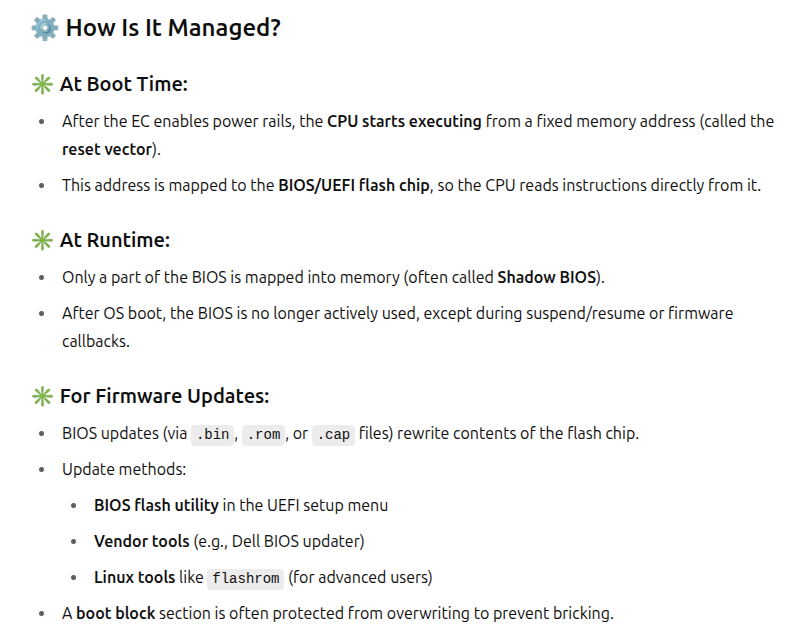 ⚙️ How Is It Managed?
✳️ At Boot Time:
• After the EC enables power rails, the CPU starts executing from a fixed memory address (called the
reset vector).
• This address is mapped to the BIOS/UEFI flash chip, so the CPU reads instructions directly from it.
✳️ At Runtime:
• Only a part of the BIOS is mapped into memory (often called Shadow BIOS).
• After OS boot, the BIOS is no longer actively used, except during suspend/resume or firmware
callbacks.
✳️ For Firmware Updates:
• BIOS updates (via .bin, .rom, or .cap files) rewrite contents of the flash chip.
• Update methods:
• BIOS flash utility in the UEFI setup menu
• Vendor tools (e.g., Dell BIOS updater)
• Linux tools like flashrom (for advanced users)
• A boot block section is often protected from overwriting to prevent bricking.